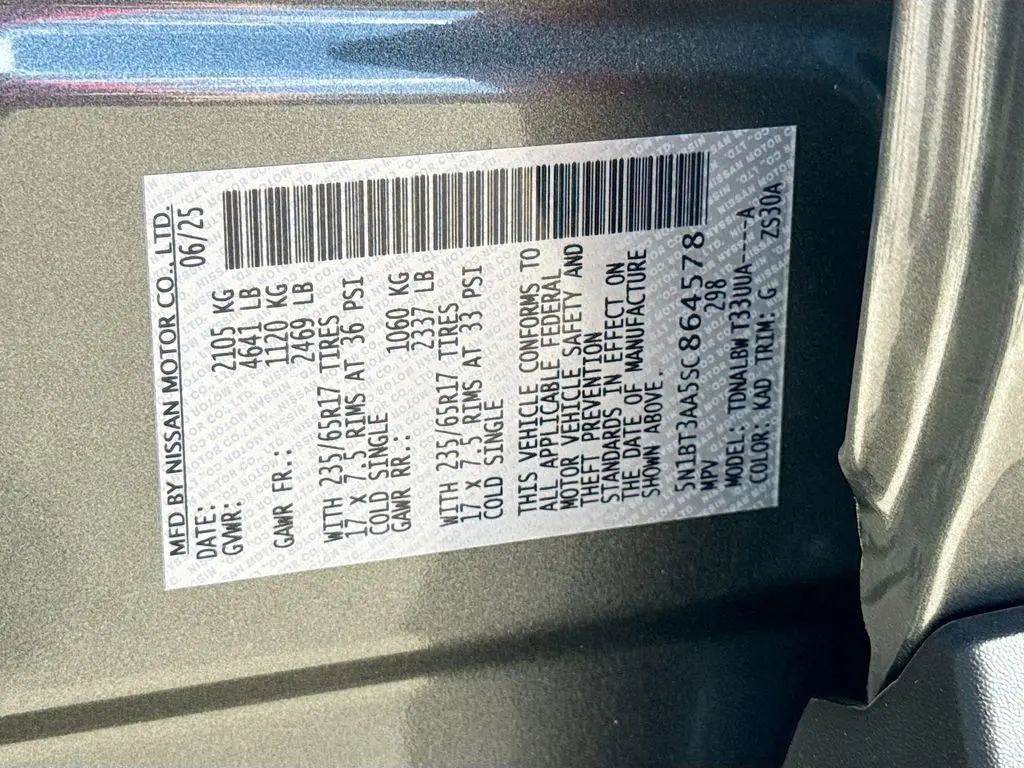 MFD BY NISSAN MOTOR CO.,LTD.
DATE: 06/25
GVWR: 2105 KG
4641 LB
GAWR FR.: 1120 KG
2469 LB
WITH 235/65R17 TIRES
17 X 7.5 RIMS AT 36 PSI
COLD SINGLE
GAWR RR.: 1060 KG
2337 LB
WITH 235/65R17 TIRES
17 X 7.5 RIMS AT 33 PSI
COLD SINGLE
THIS VEHICLE CONFORMS TO
ALL APPLICABLE FEDERAL
MOTOR VEHICLE SAFETY AND
THEFT PREVENTION
STANDARDS IN EFFECT ON
THE DATE OF MANUFACTURE
SHOWN ABOVE.
5N1BT3AA5SC864578
MPV 298
MODEL: TDNALBW T33UUA----A
COLOR: KAD TRIM: G ZS30A